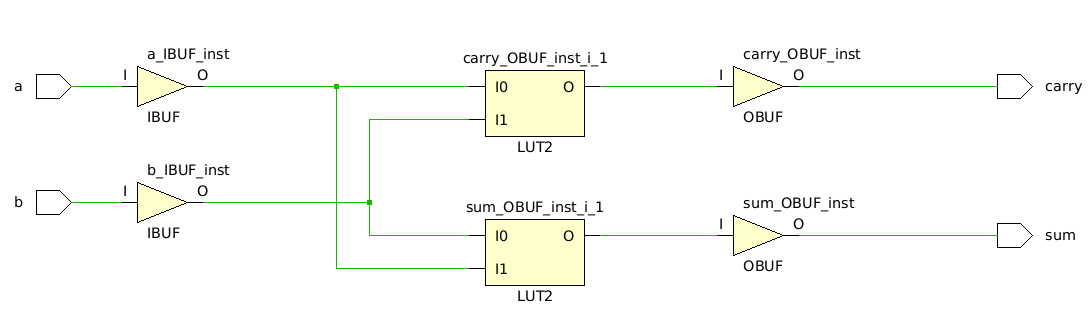 a_IBUF_inst
carry_OBUF_inst_i_1
carry_OBUF_inst
a
I
O
I0
O
I
O
carry
I1
IBUF
LUT2
OBUF
b_IBUF_inst
b
I
O
sum_OBUF_inst_i_1
sum_OBUF_inst
IBUF
I0
O
I
O
sum
I1
LUT2
OBUF